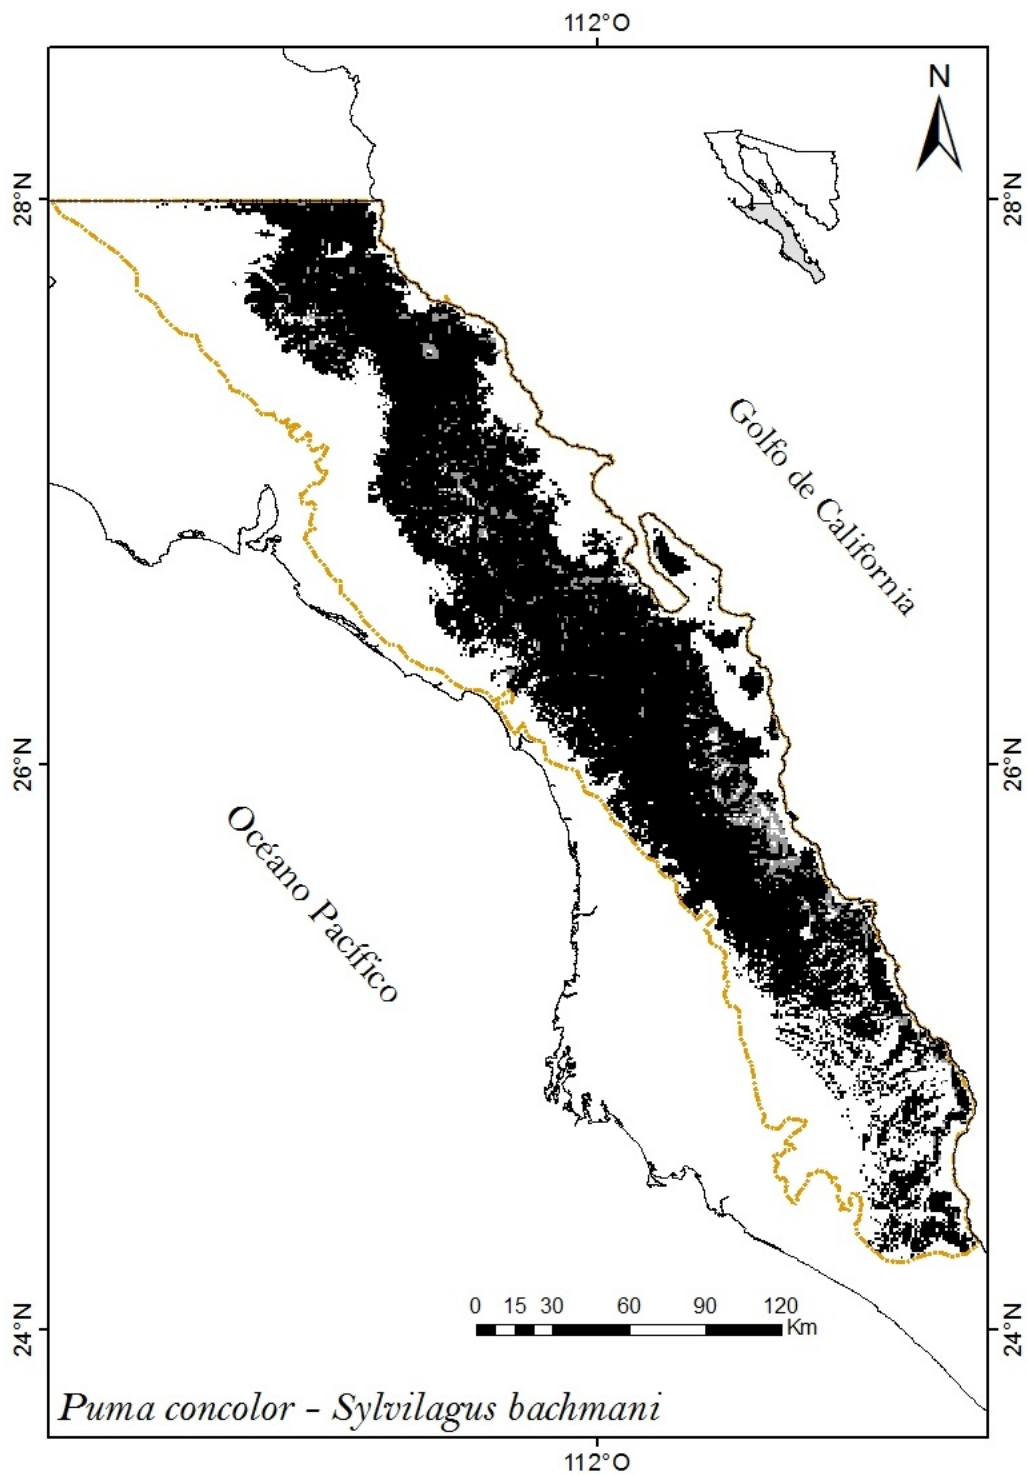 112°O
N
28°N
28°N
Golfo de California
26°N
26°N
Océano Pacífico
0 15 30 60 90 120
Km
24°N
24°N
Puma concolor - Sylvilagus bachmani
112°O